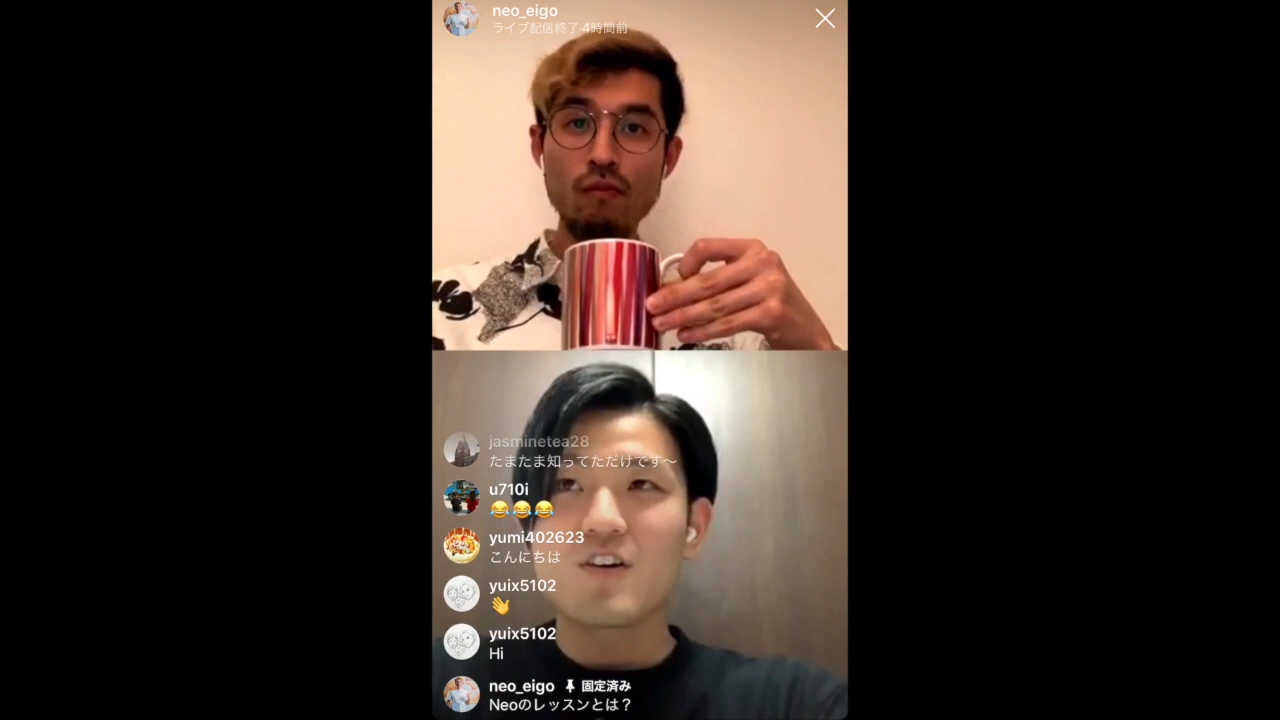 neo_eigo
ライブ配信終了·4時間前
jasminetea28
たまたま知ってただけです〜
u710i
😂😂😂
yumi402623
こんにちは
yuix5102
👋
yuix5102
Hi
neo_eigo 固定済み
Neoのレッスンとは？